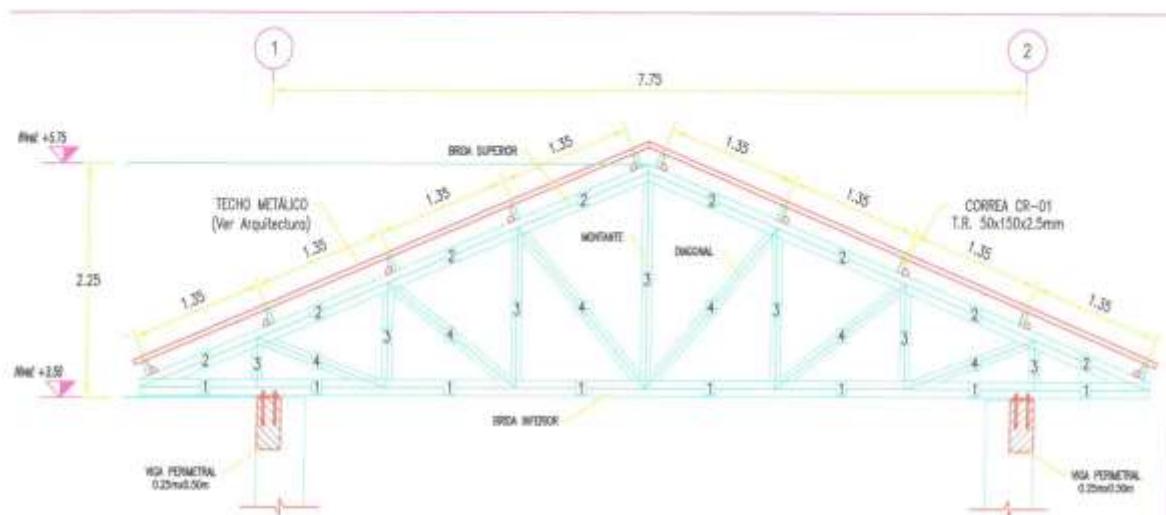 1
2
7.75
Nivel +5.75
BRIDA SUPERIOR
1.35
1.35
1.35
1.35
1.35
1.35
1.35
1.35
TECHO METÁLICO
(Ver Arquitectura)
CORREA CR-01
T.R. 50x150x2.5mm
MONTANTE
DIAGONAL
2.25
2
2
2
2
2
2
2
2
3
3
3
3
3
3
3
4
4
4
4
4
4
Nivel +3.50
1
1
1
1
1
1
1
1
BRIDA INFERIOR
VIGA PERIMETRAL
0.25mx0.50m
VIGA PERIMETRAL
0.25mx0.50m